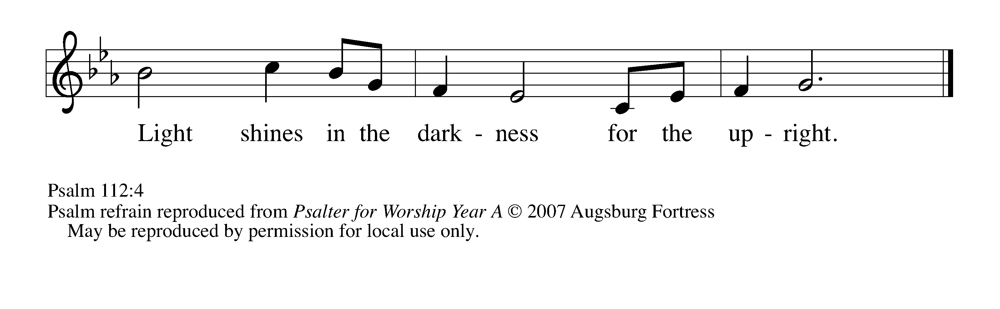 Light shines in the dark - ness for the up - right.
Psalm 112:4
Psalm refrain reproduced from Psalter for Worship Year A © 2007 Augsburg Fortress
May be reproduced by permission for local use only.